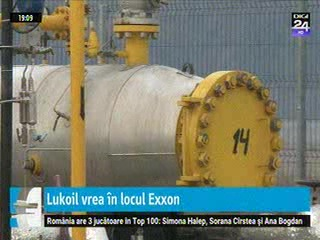 19:09
DIGI
24
HD
14
Lukoil vrea în locul Exxon
România are 3 jucătoare în Top 100: Simona Halep, Sorana Cîrstea și Ana Bogdan